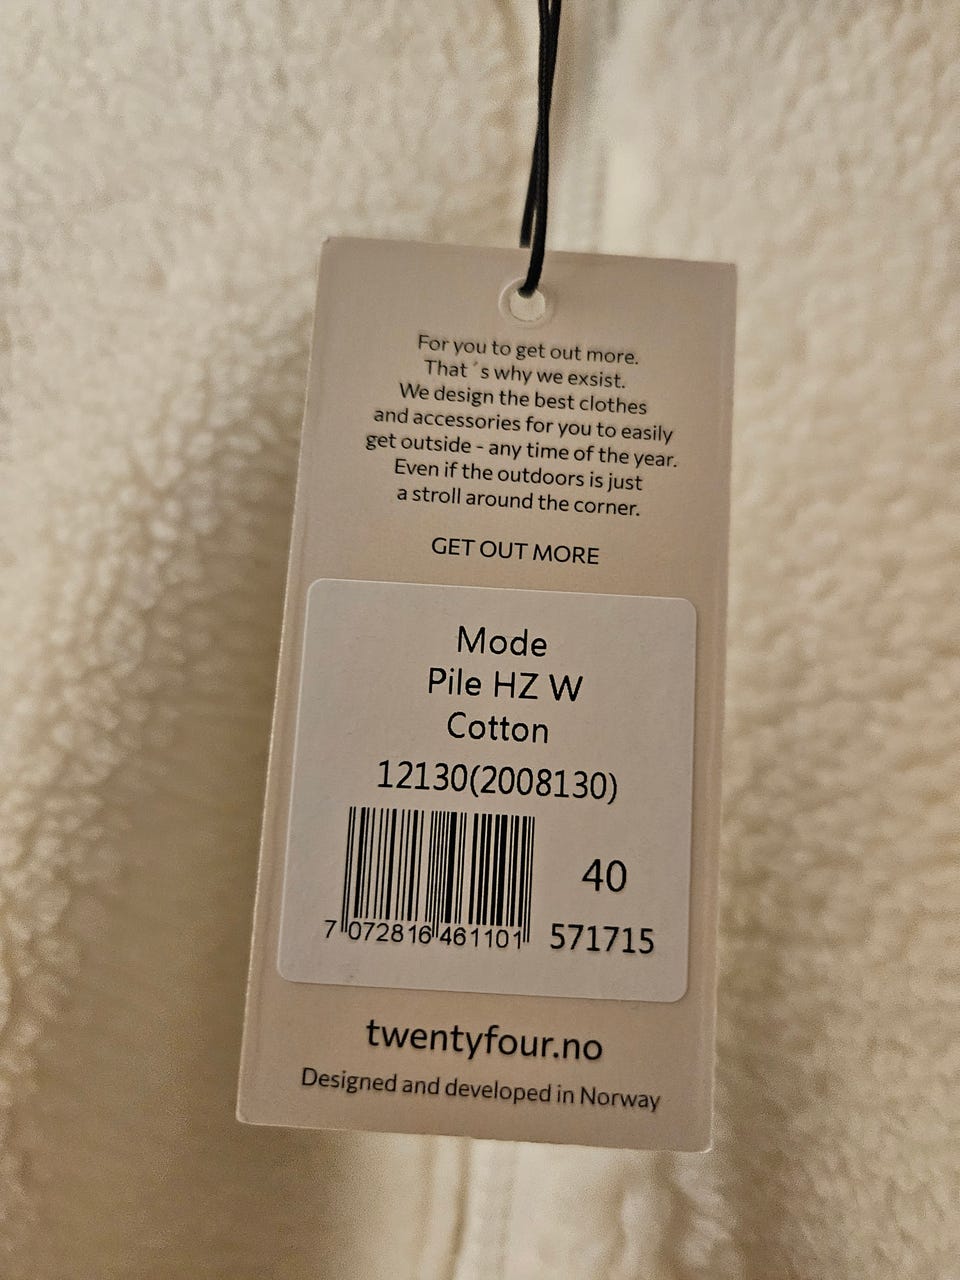 For you to get out more.
That´s why we exsist.
We design the best clothes
and accessories for you to easily
get outside - any time of the year.
Even if the outdoors is just
a stroll around the corner.
GET OUT MORE
Mode
Pile HZ W
Cotton
12130(2008130)
40
7 072816 461101
571715
twentyfour.no
Designed and developed in Norway